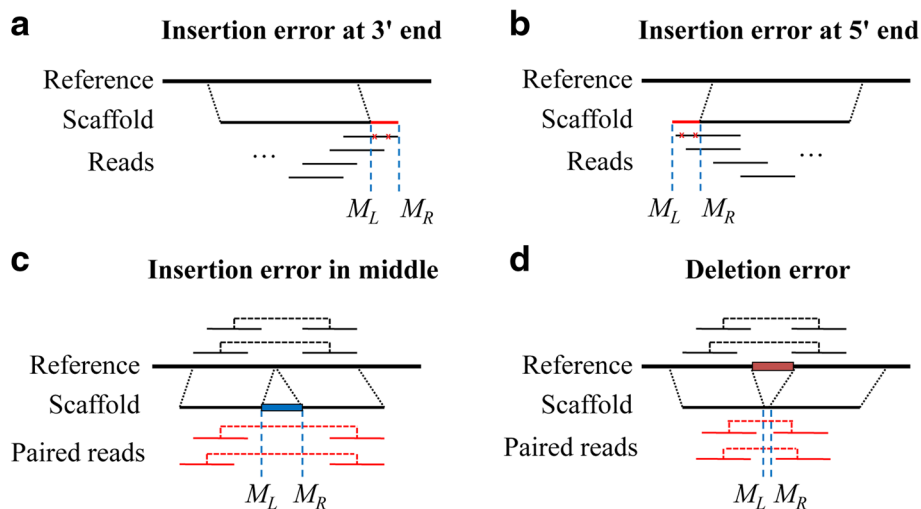 a Insertion error at 3' end
Reference
Scaffold
Reads
...
M_L M_R
b Insertion error at 5' end
Reference
Scaffold
Reads
...
M_L M_R
c Insertion error in middle
Reference
Scaffold
Paired reads
M_L M_R
d Deletion error
Reference
Scaffold
Paired reads
M_L M_R